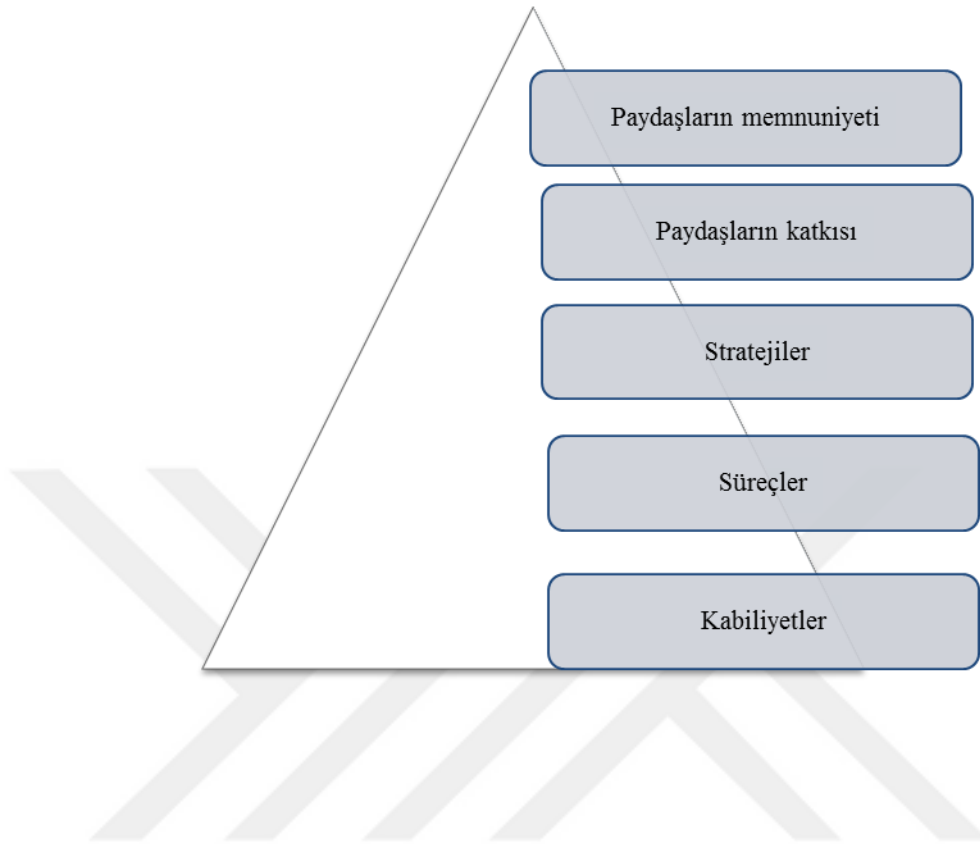 Paydaşların memnuniyeti
Paydaşların katkısı
Stratejiler
Süreçler
Kabiliyetler